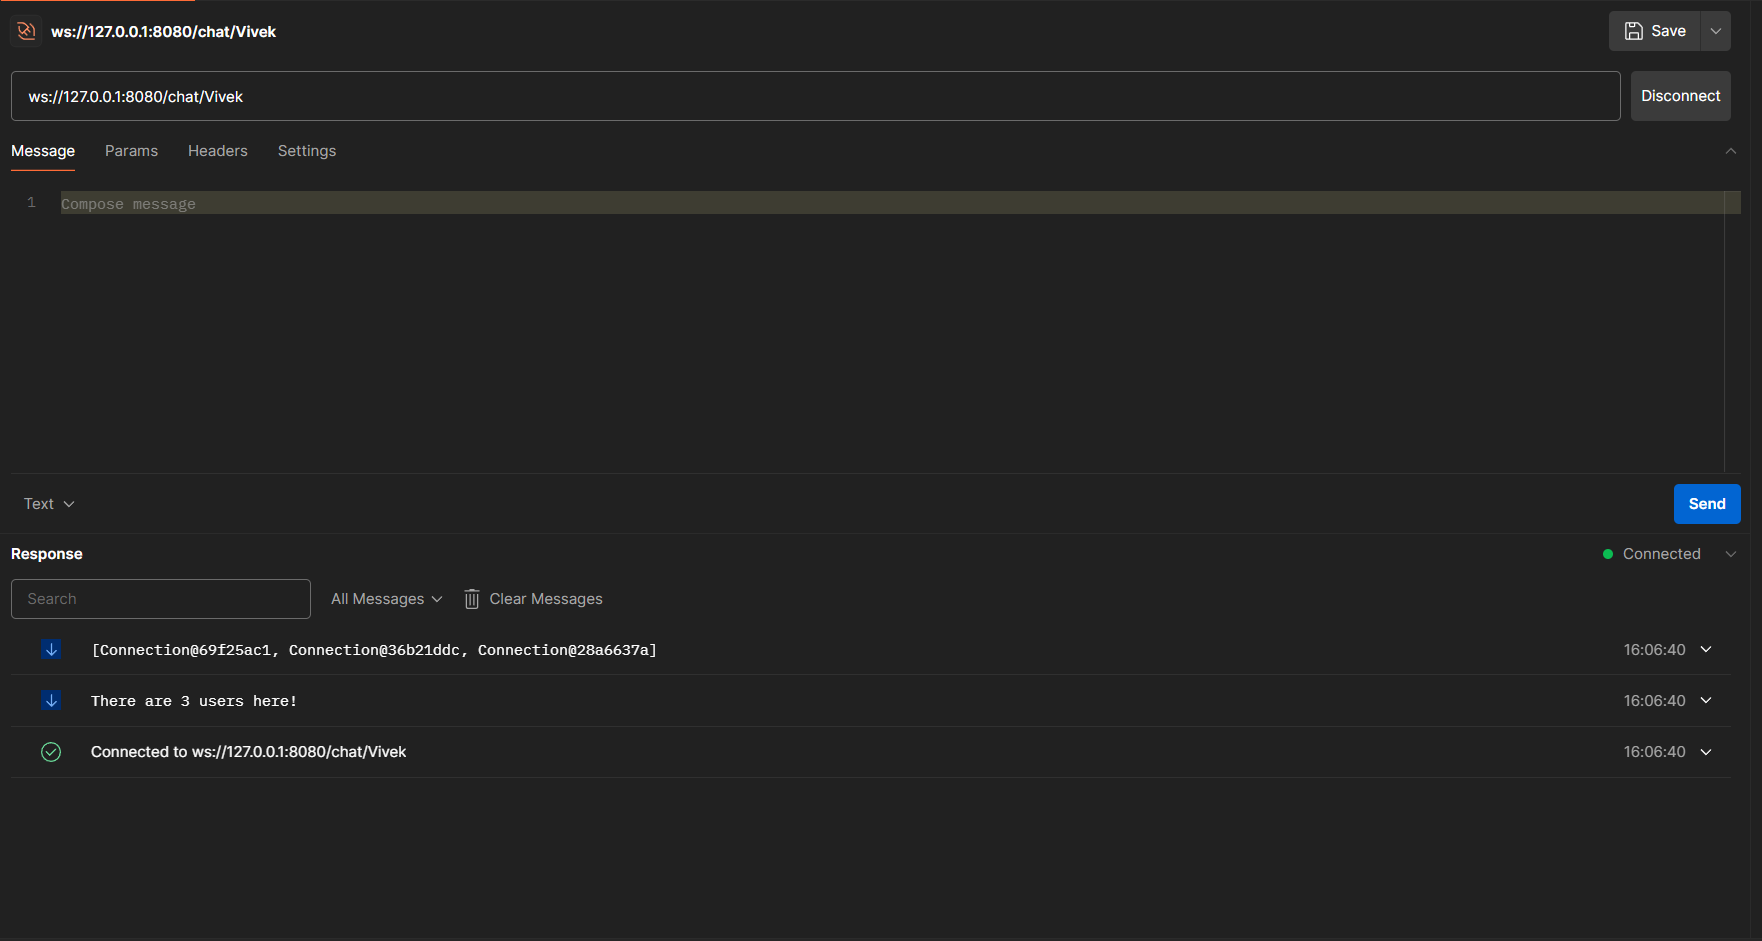 ws://127.0.0.1:8080/chat/Vivek
Save
ws://127.0.0.1:8080/chat/Vivek
Disconnect
Message Params Headers Settings
1 Compose message
Text
Send
Response
Connected
Search
All Messages
Clear Messages
[Connection@69f25ac1, Connection@36b21ddc, Connection@28a6637a] 16:06:40
There are 3 users here! 16:06:40
Connected to ws://127.0.0.1:8080/chat/Vivek 16:06:40